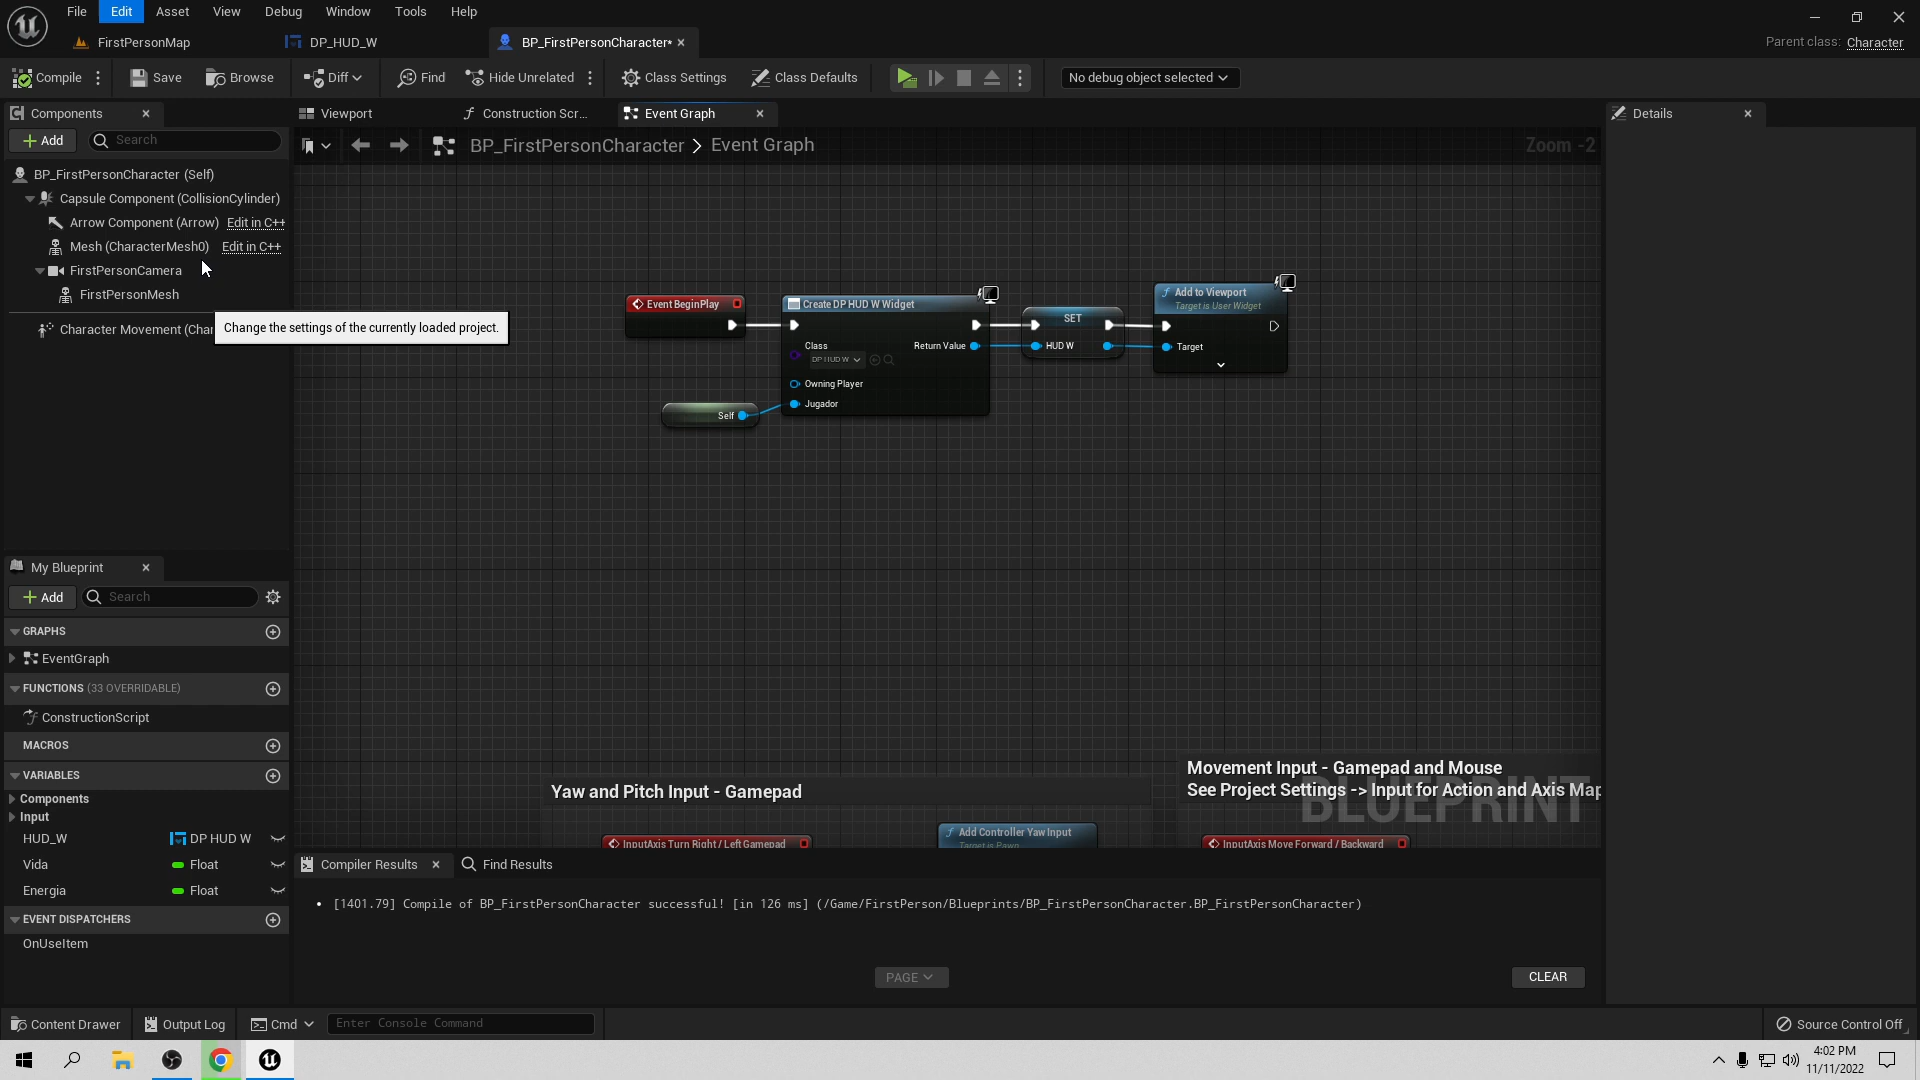 File Edit Asset View Debug Window Tools Help
FirstPersonMap DP_HUD_W BP_FirstPersonCharacter*
Parent class: Character
Compile Save Browse Diff Find Hide Unrelated Class Settings Class Defaults No debug object selected
Components
Viewport Construction Scr... Event Graph
Details
Add Search
BP_FirstPersonCharacter > Event Graph
Zoom -2
BP_FirstPersonCharacter (Self)
Capsule Component (CollisionCylinder)
Arrow Component (Arrow) Edit in C++
Mesh (CharacterMesh0) Edit in C++
FirstPersonCamera
FirstPersonMesh
Character Movement (Char
Change the settings of the currently loaded project.
Event BeginPlay
Create DP HUD W Widget
Class
DP HUD W
Return Value
Owning Player
Jugador
Self
SET
HUD W
Add to Viewport
Target is User Widget
Target
My Blueprint
Add Search
GRAPHS
EventGraph
FUNCTIONS (33 OVERRIDABLE)
ConstructionScript
MACROS
VARIABLES
Components
Input
HUD_W DP HUD W
Vida Float
Energia Float
EVENT DISPATCHERS
OnUseItem
Yaw and Pitch Input - Gamepad
InputAxis Turn Right / Left Gamepad
Add Controller Yaw Input
Target is Pawn
Movement Input - Gamepad and Mouse
See Project Settings -> Input for Action and Axis Map
BLUEPRINT
InputAxis Move Forward / Backward
Compiler Results Find Results
[1401.79] Compile of BP_FirstPersonCharacter successful! [in 126 ms] (/Game/FirstPerson/Blueprints/BP_FirstPersonCharacter.BP_FirstPersonCharacter)
PAGE
CLEAR
Content Drawer Output Log Cmd Enter Console Command
Source Control Off
4:02 PM
11/11/2022